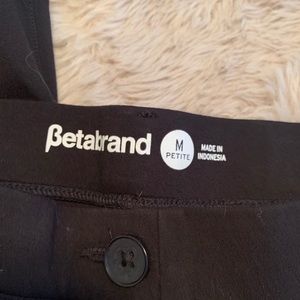 Betabrand
M
PETITE
MADE IN
INDONESIA